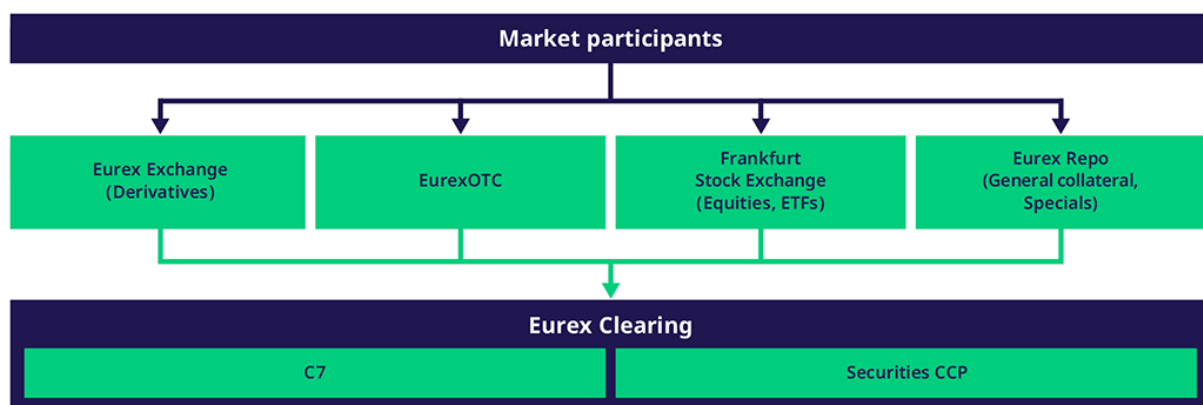 Market participants
Eurex Exchange
(Derivatives)
EurexOTC
Frankfurt
Stock Exchange
(Equities, ETFs)
Eurex Repo
(General collateral,
Specials)
Eurex Clearing
C7
Securities CCP